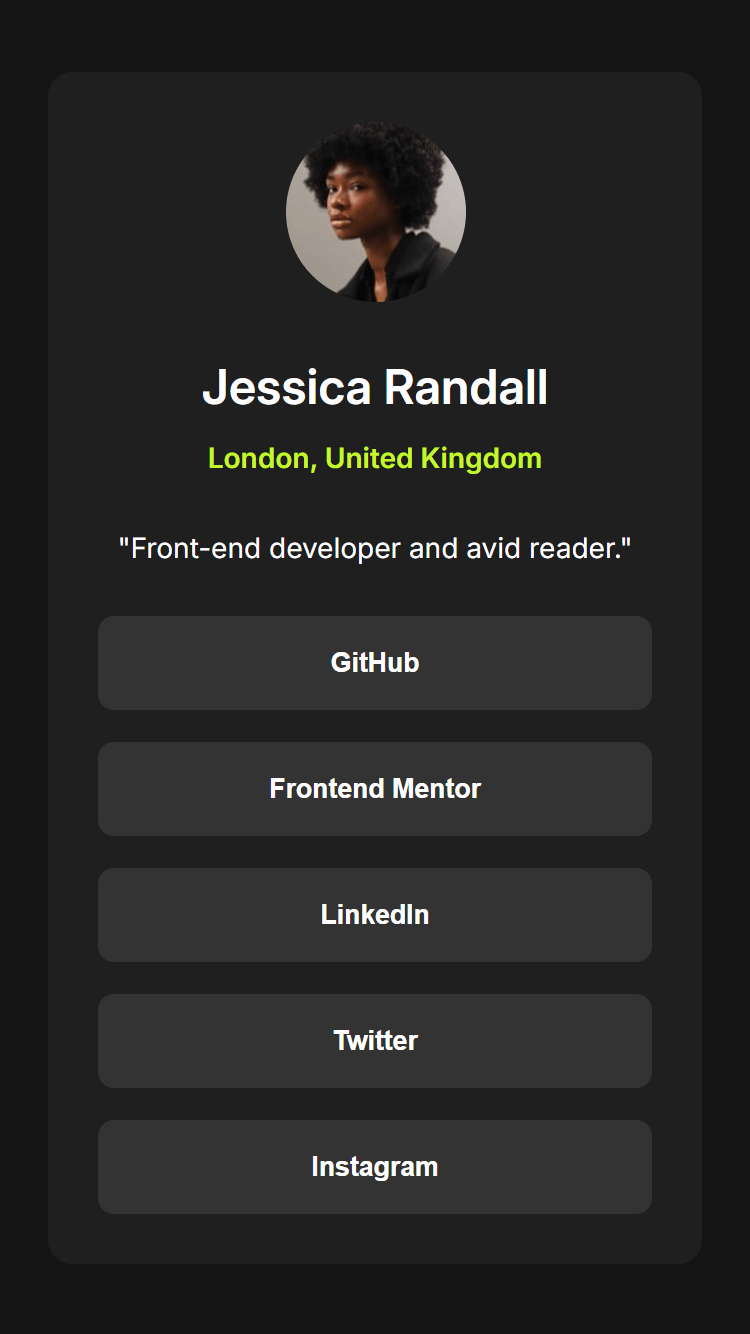 Jessica Randall
London, United Kingdom
"Front-end developer and avid reader."
GitHub
Frontend Mentor
LinkedIn
Twitter
Instagram